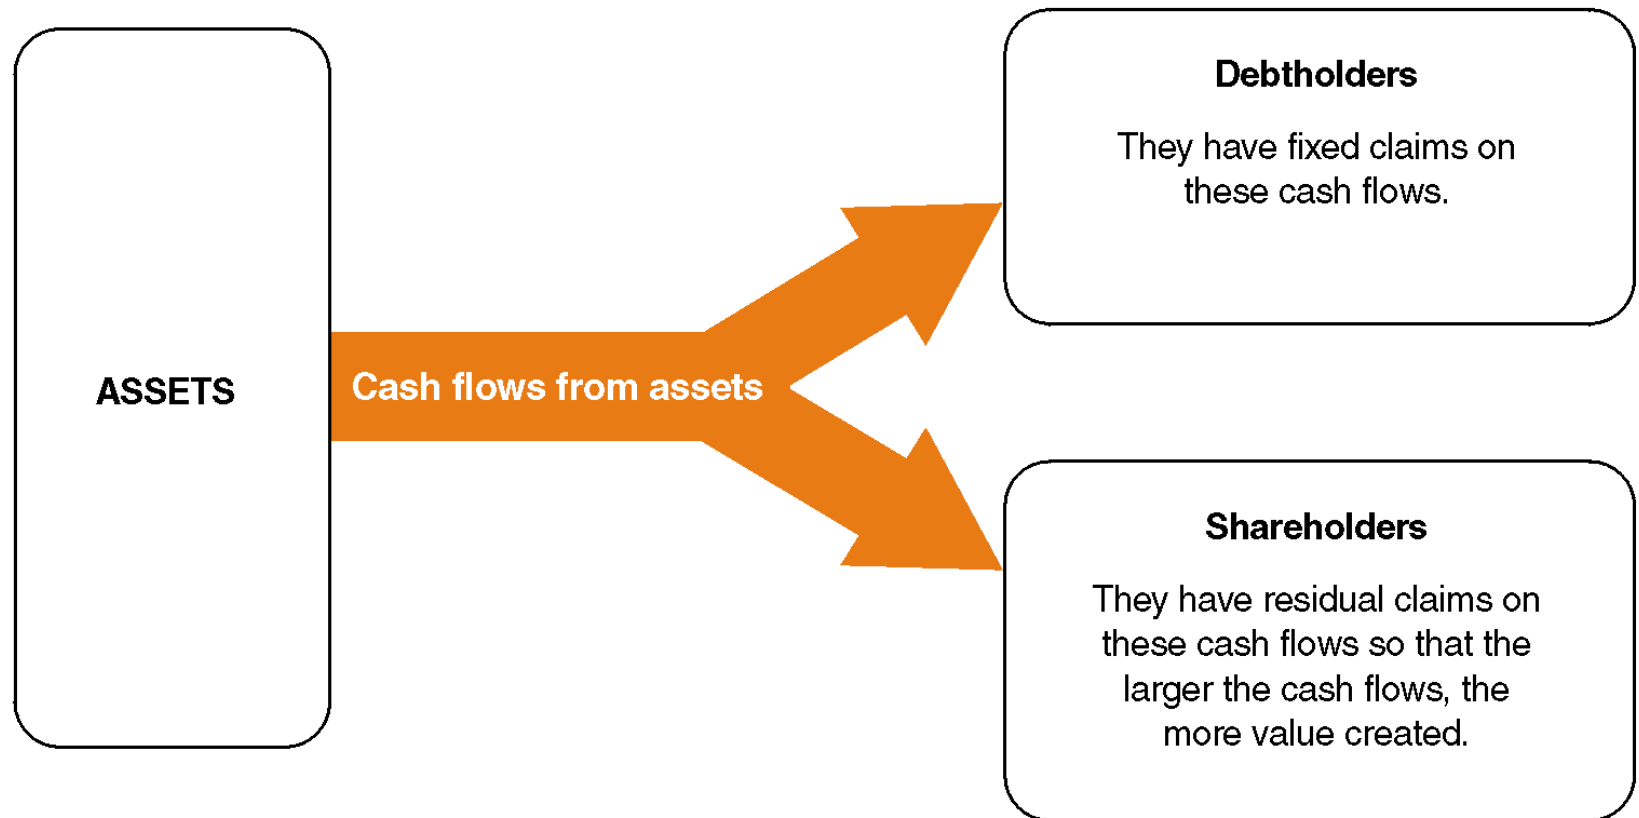 ASSETS
Cash flows from assets
Debtholders
They have fixed claims on
these cash flows.
Shareholders
They have residual claims on
these cash flows so that the
larger the cash flows, the
more value created.